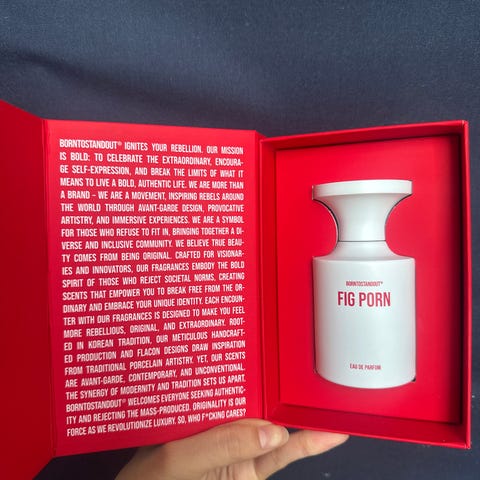 BORNTOSTANDOUT® IGNITES YOUR REBELLION. OUR MISSION
IS BOLD: TO CELEBRATE THE EXTRAORDINARY, ENCOURA-
GE SELF-EXPRESSION, AND BREAK THE LIMITS OF WHAT IT
MEANS TO LIVE A BOLD, AUTHENTIC LIFE. WE ARE MORE THAN
A BRAND – WE ARE A MOVEMENT, INSPIRING REBELS AROUND
THE WORLD THROUGH AVANT-GARDE DESIGN, PROVOCATIVE
ARTISTRY, AND IMMERSIVE EXPERIENCES. WE ARE A SYMBOL
FOR THOSE WHO REFUSE TO FIT IN, BRINGING TOGETHER A DI-
VERSE AND INCLUSIVE COMMUNITY. WE BELIEVE TRUE BEAU-
TY COMES FROM BEING ORIGINAL. CRAFTED FOR VISIONAR-
IES AND INNOVATORS, OUR FRAGRANCES EMBODY THE BOLD
SPIRIT OF THOSE WHO REJECT SOCIETAL NORMS, CREATING
SCENTS THAT EMPOWER YOU TO BREAK FREE FROM THE OR-
DINARY AND EMBRACE YOUR UNIQUE IDENTITY. EACH ENCOUN-
TER WITH OUR FRAGRANCES IS DESIGNED TO MAKE YOU FEEL
MORE REBELLIOUS, ORIGINAL, AND EXTRAORDINARY. ROOT-
ED IN KOREAN TRADITION, OUR METICULOUS HANDCRAFT-
ED PRODUCTION AND FLACON DESIGNS DRAW INSPIRATION
FROM TRADITIONAL PORCELAIN ARTISTRY. YET, OUR SCENTS
ARE AVANT-GARDE, CONTEMPORARY, AND UNCONVENTIONAL.
THE SYNERGY OF MODERNITY AND TRADITION SETS US APART.
BORNTOSTANDOUT® WELCOMES EVERYONE SEEKING AUTHENTIC-
ITY AND REJECTING THE MASS-PRODUCED. ORIGINALITY IS OUR
FORCE AS WE REVOLUTIONIZE LUXURY. SO, WHO F*CKING CARES?
BORNTOSTANDOUT®
FIG PORN
EAU DE PARFUM